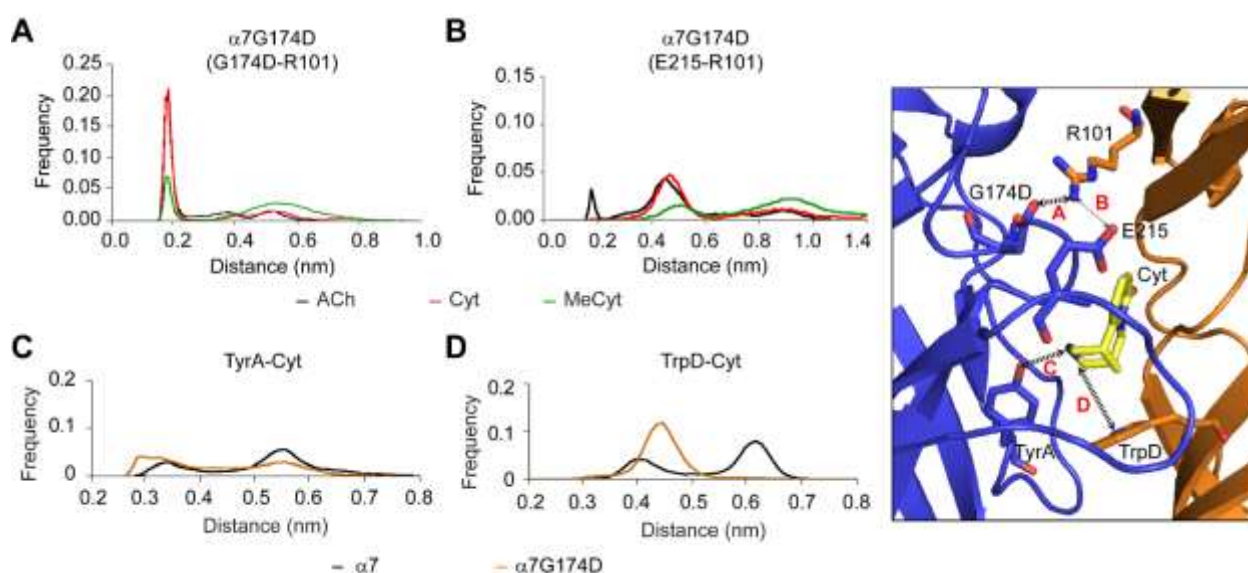 A
α7G174D
(G174D-R101)
0.25
0.20
0.15
0.10
0.05
0.00
Frequency
0.0 0.2 0.4 0.6 0.8 1.0
Distance (nm)
B
α7G174D
(E215-R101)
0.15
0.10
0.05
0.00
Frequency
0.0 0.2 0.4 0.6 0.8 1.0 1.4
Distance (nm)
ACh Cyt MeCyt
C
TyrA-Cyt
0.2
0.1
0
Frequency
0.2 0.3 0.4 0.5 0.6 0.7 0.8
Distance (nm)
D
TrpD-Cyt
0.2
0.1
0
Frequency
0.2 0.3 0.4 0.5 0.6 0.7 0.8
Distance (nm)
α7 α7G174D
R101
G174D
A
B
E215
Cyt
C
D
TyrA
TrpD